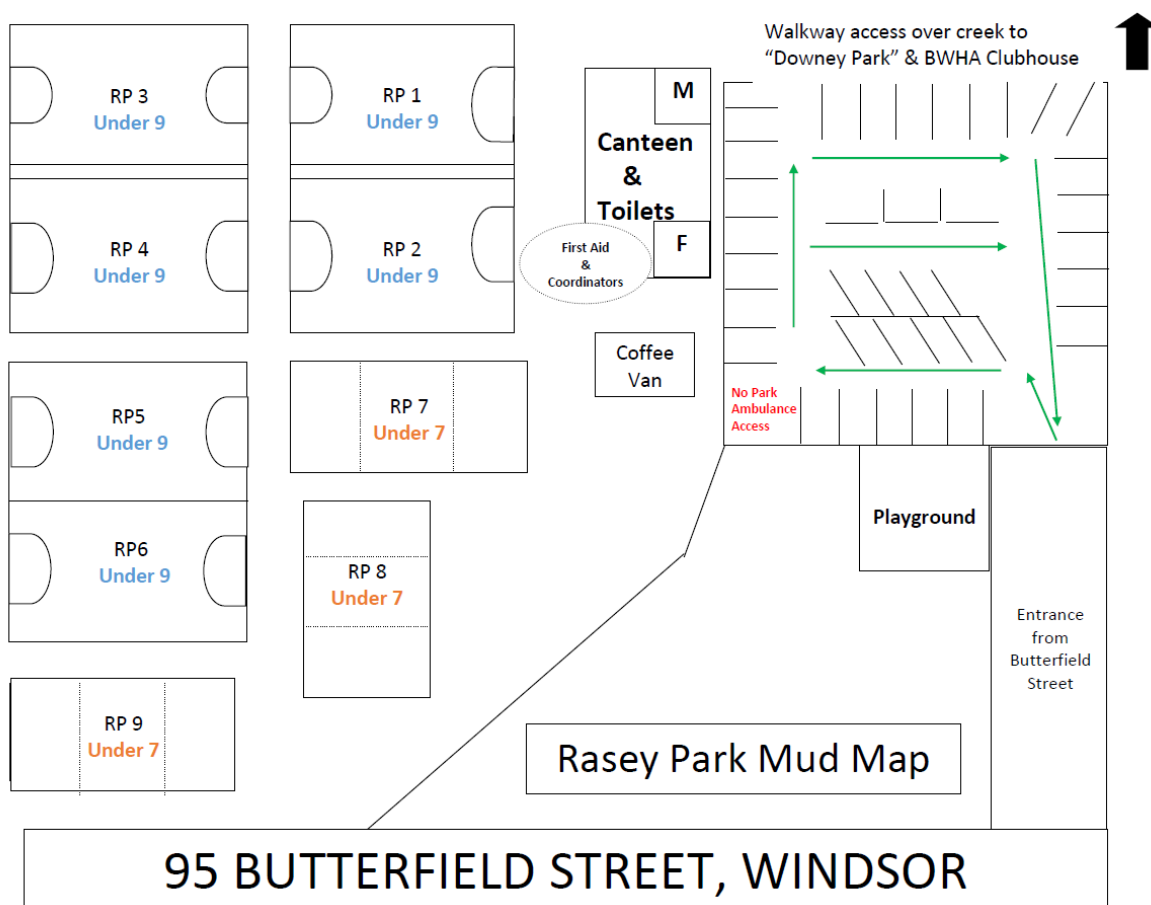 Walkway access over creek to
“Downey Park” & BWHA Clubhouse
RP 3
Under 9
RP 1
Under 9
M
Canteen
&
Toilets
F
RP 4
Under 9
RP 2
Under 9
First Aid
&
Coordinators
Coffee
Van
No Park
Ambulance
Access
RP5
Under 9
RP 7
Under 7
Playground
RP6
Under 9
RP 8
Under 7
Entrance
from
Butterfield
Street
RP 9
Under 7
Rasey Park Mud Map
95 BUTTERFIELD STREET, WINDSOR